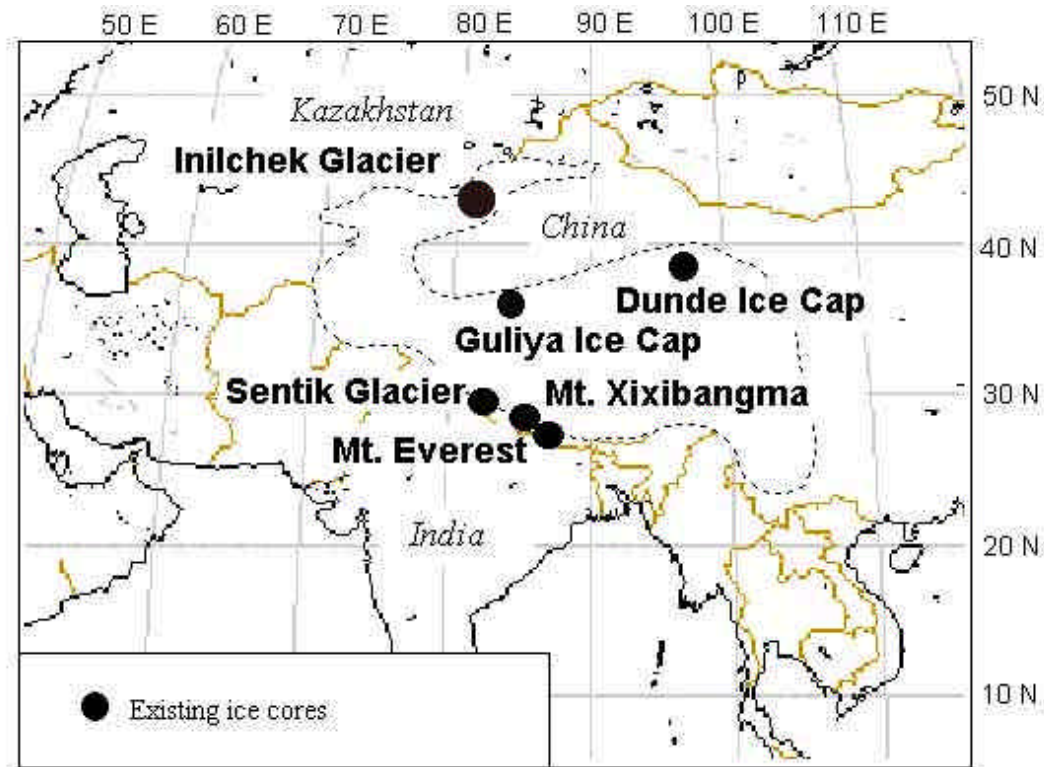 50 E 60 E 70 E 80 E 90 E 100 E 110 E
50 N
Kazakhstan
Inilchek Glacier
China
40 N
Dunde Ice Cap
Guliya Ice Cap
Sentik Glacier
Mt. Xixibangma
30 N
Mt. Everest
India
20 N
10 N
Existing ice cores